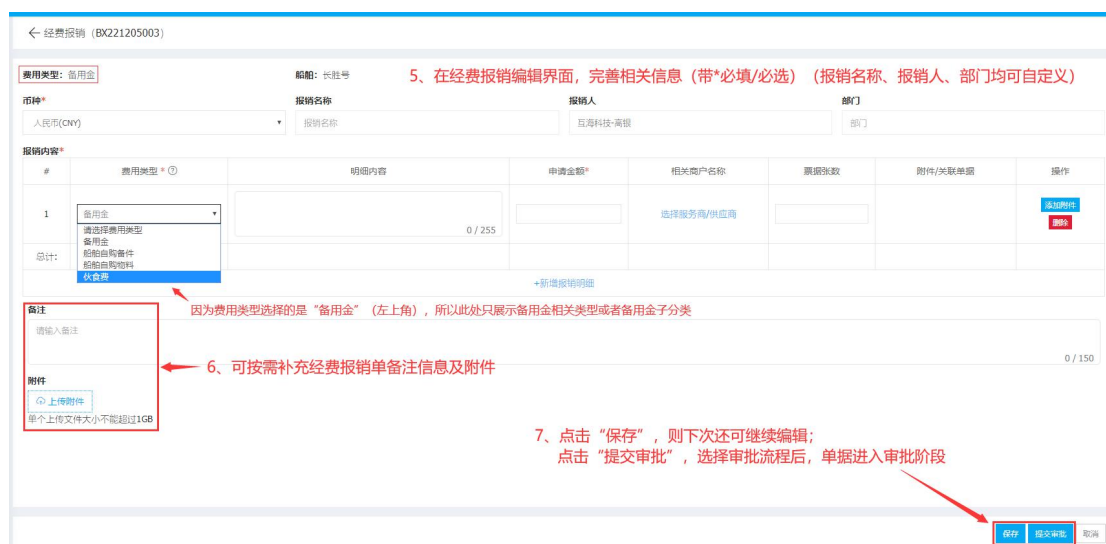 ← 经费报销（BX221205003）
费用类型：备用金
船舶：长胜号
5、在经费报销编辑界面，完善相关信息（带*必填/必选）（报销名称、报销人、部门均可自定义）
币种* 报销名称 报销人 部门
人民币(CNY) 报销名称 互海科技-高银 部门
报销内容*
# 费用类型 * ? 明细内容 申请金额* 相关商户名称 票据张数 附件/关联单据 操作
1 备用金 0 / 255 选择服务商/供应商 添加附件
删除
请选择费用类型
备用金
船舶自购备件
船舶自购物料
伙食费
总计：
+新增报销明细
因为费用类型选择的是“备用金”（左上角），所以此处只展示备用金相关类型或者备用金子分类
备注
请输入备注
0 / 150
6、可按需补充经费报销单备注信息及附件
附件
上传附件
单个上传文件大小不能超过1GB
7、点击“保存”，则下次还可继续编辑；
点击“提交审批”，选择审批流程后，单据进入审批阶段
保存 提交审批 取消